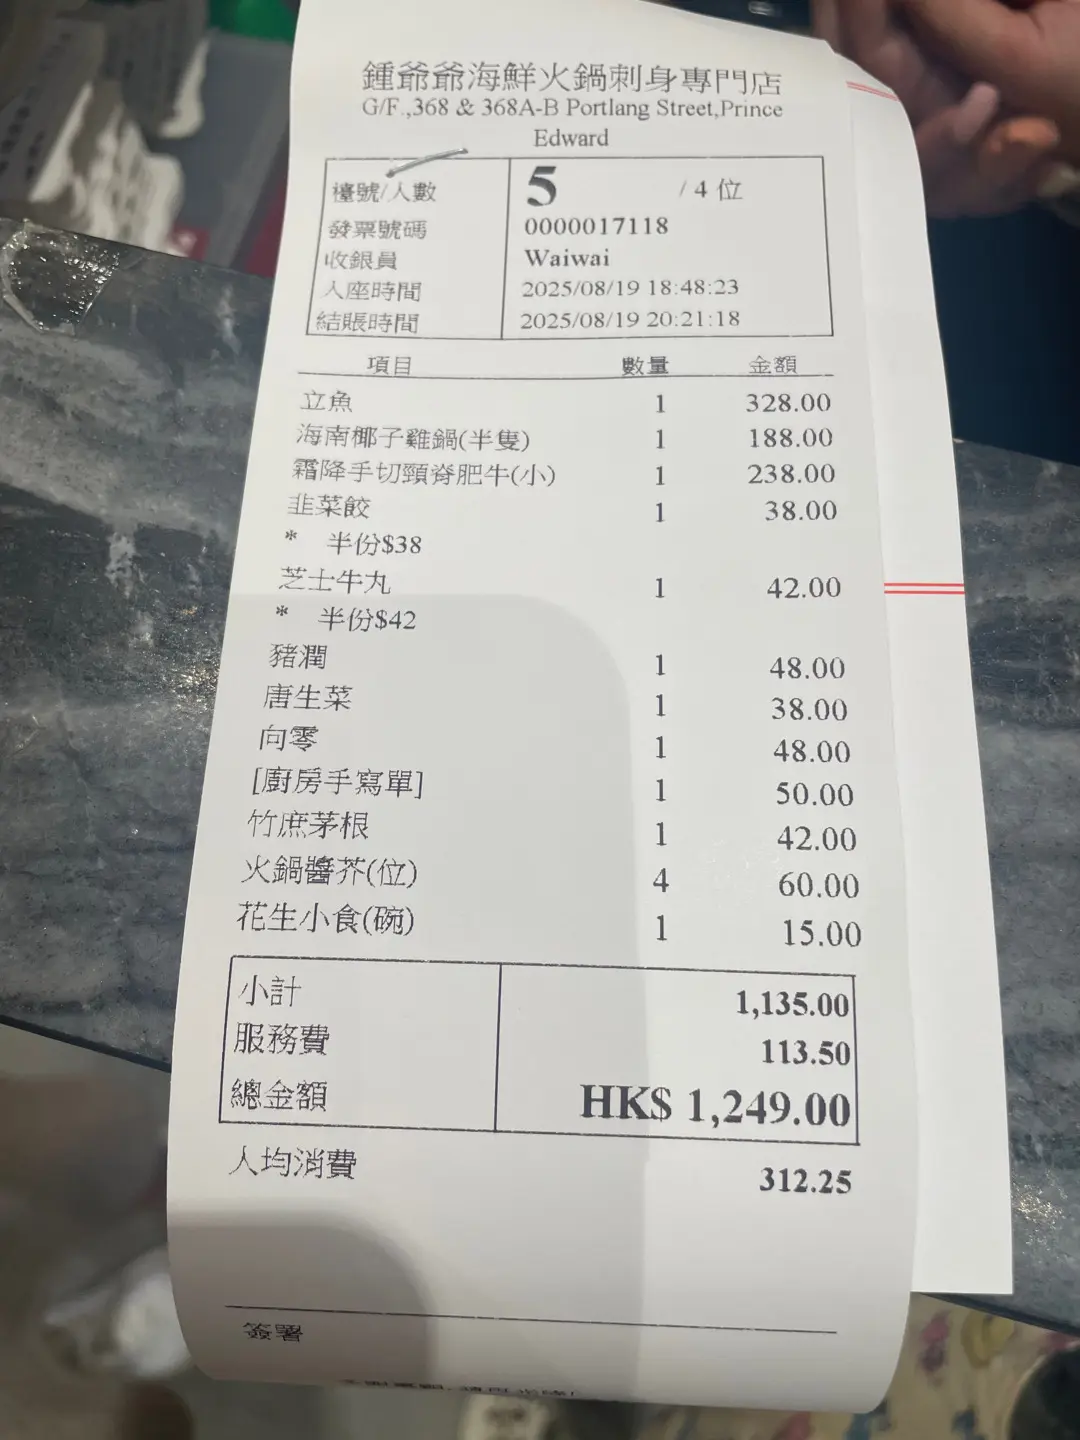 鍾爺爺海鮮火鍋刺身專門店
G/F.,368 & 368A-B Portlang Street,Prince
Edward
檯號/人數 5 / 4 位
發票號碼 0000017118
收銀員 Waiwai
入座時間 2025/08/19 18:48:23
結賬時間 2025/08/19 20:21:18
項目 數量 金額
立魚 1 328.00
海南椰子雞鍋(半隻) 1 188.00
霜降手切頸脊肥牛(小) 1 238.00
韭菜餃 1 38.00
* 半份$38
芝士牛丸 1 42.00
* 半份$42
豬潤 1 48.00
唐生菜 1 38.00
向零 1 48.00
[廚房手寫單] 1 50.00
竹庶茅根 1 42.00
火鍋醬芥(位) 4 60.00
花生小食(碗) 1 15.00
小計 1,135.00
服務費 113.50
總金額 HK$ 1,249.00
人均消費 312.25
簽署